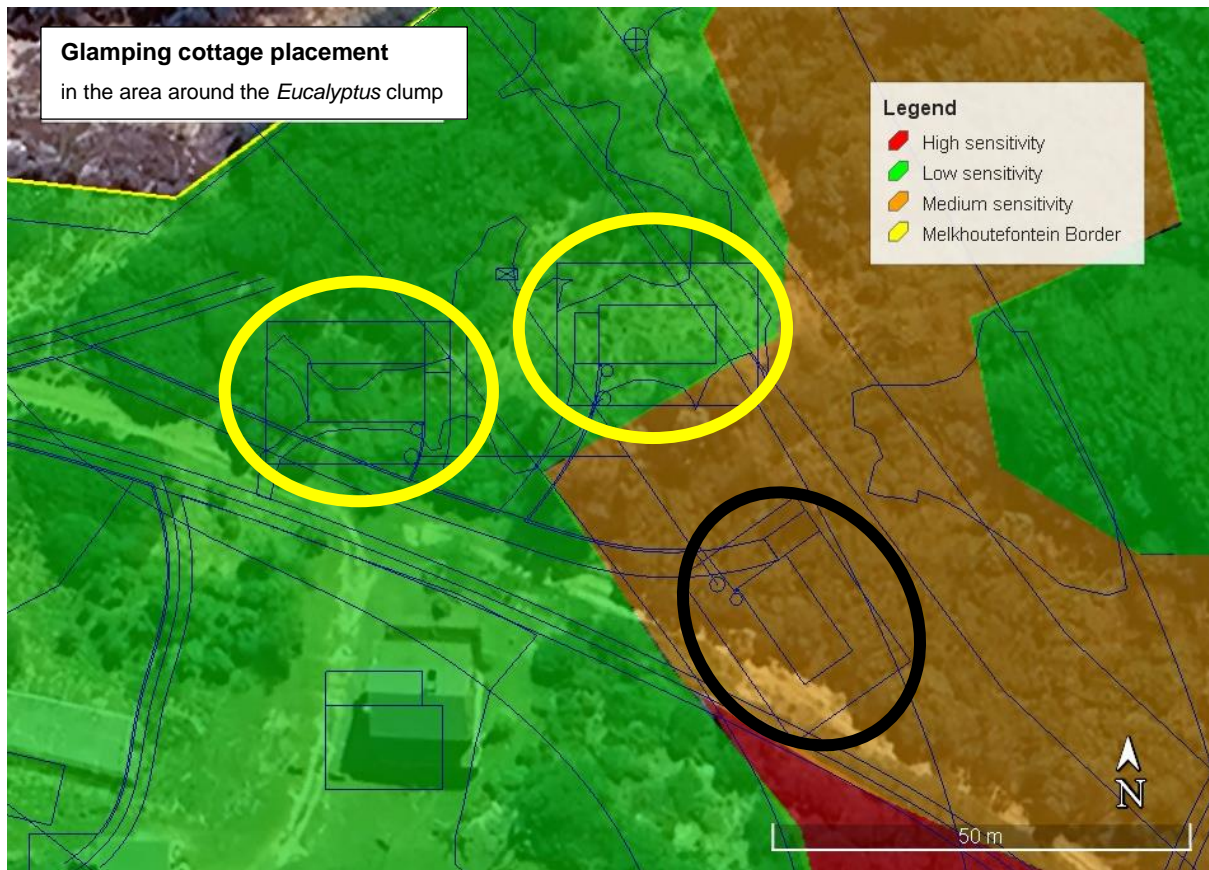 Glamping cottage placement
in the area around the Eucalyptus clump
Legend
High sensitivity
Low sensitivity
Medium sensitivity
Melkhoutefontein Border
N
50 m